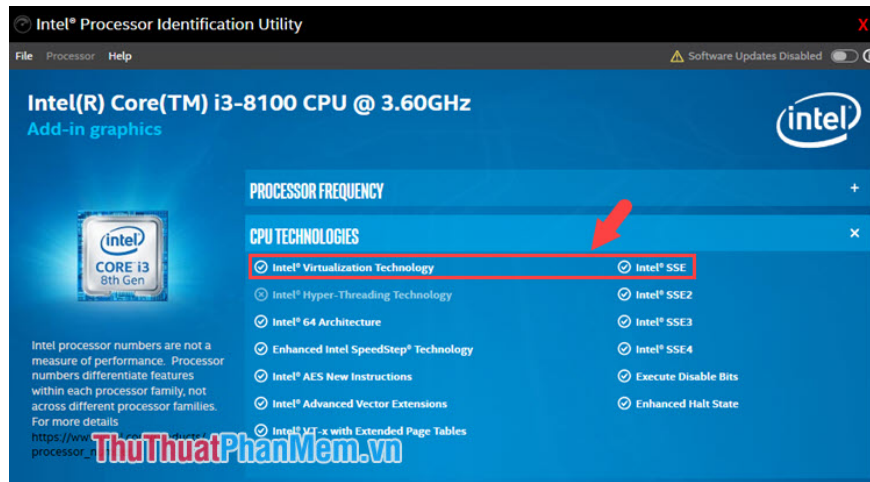 Intel® Processor Identification Utility
X
File Processor Help
Software Updates Disabled
Intel(R) Core(TM) i3-8100 CPU @ 3.60GHz
Add-in graphics
intel
PROCESSOR FREQUENCY
+
CPU TECHNOLOGIES
×
Intel® Virtualization Technology
Intel® SSE
Intel® Hyper-Threading Technology
Intel® SSE2
Intel® 64 Architecture
Intel® SSE3
Enhanced Intel SpeedStep® Technology
Intel® SSE4
Intel® AES New Instructions
Execute Disable Bits
Intel® Advanced Vector Extensions
Enhanced Halt State
Intel® VT-x with Extended Page Tables
intel
CORE i3
8th Gen
Intel processor numbers are not a
measure of performance. Processor
numbers differentiate features
within each processor family, not
across different processor families.
For more details
ThuThuatPhanMem.vn